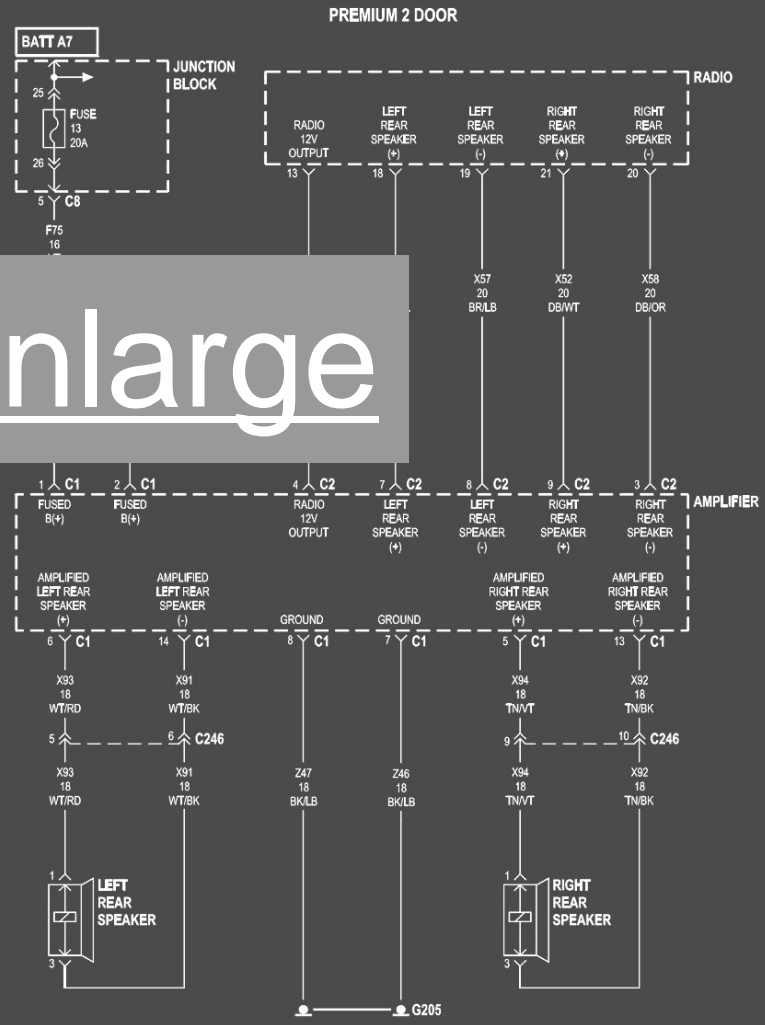 PREMIUM 2 DOOR
BATT A7
JUNCTION
BLOCK
25
FUSE
13
20A
26
5 C8
F75
16
RADIO
RADIO
12V
OUTPUT
LEFT
REAR
SPEAKER
(+)
LEFT
REAR
SPEAKER
(-)
RIGHT
REAR
SPEAKER
(+)
RIGHT
REAR
SPEAKER
(-)
13
18
19
21
20
X57
20
BR/LB
X52
20
DB/WT
X58
20
DB/OR
nlarge
1 C1
2 C1
4 C2
7 C2
8 C2
9 C2
3 C2
AMPLIFIER
FUSED
B(+)
FUSED
B(+)
RADIO
12V
OUTPUT
LEFT
REAR
SPEAKER
(+)
LEFT
REAR
SPEAKER
(-)
RIGHT
REAR
SPEAKER
(+)
RIGHT
REAR
SPEAKER
(-)
AMPLIFIED
LEFT REAR
SPEAKER
(+)
AMPLIFIED
LEFT REAR
SPEAKER
(-)
GROUND
GROUND
AMPLIFIED
RIGHT REAR
SPEAKER
(+)
AMPLIFIED
RIGHT REAR
SPEAKER
(-)
6 C1
14 C1
8 C1
7 C1
5 C1
13 C1
X93
18
WT/RD
X91
18
WT/BK
X94
18
TN/VT
X92
18
TN/BK
5
6 C246
9
10 C246
X93
18
WT/RD
X91
18
WT/BK
Z47
18
BK/LB
Z46
18
BK/LB
X94
18
TN/VT
X92
18
TN/BK
1
LEFT
REAR
SPEAKER
3
1
RIGHT
REAR
SPEAKER
3
G205